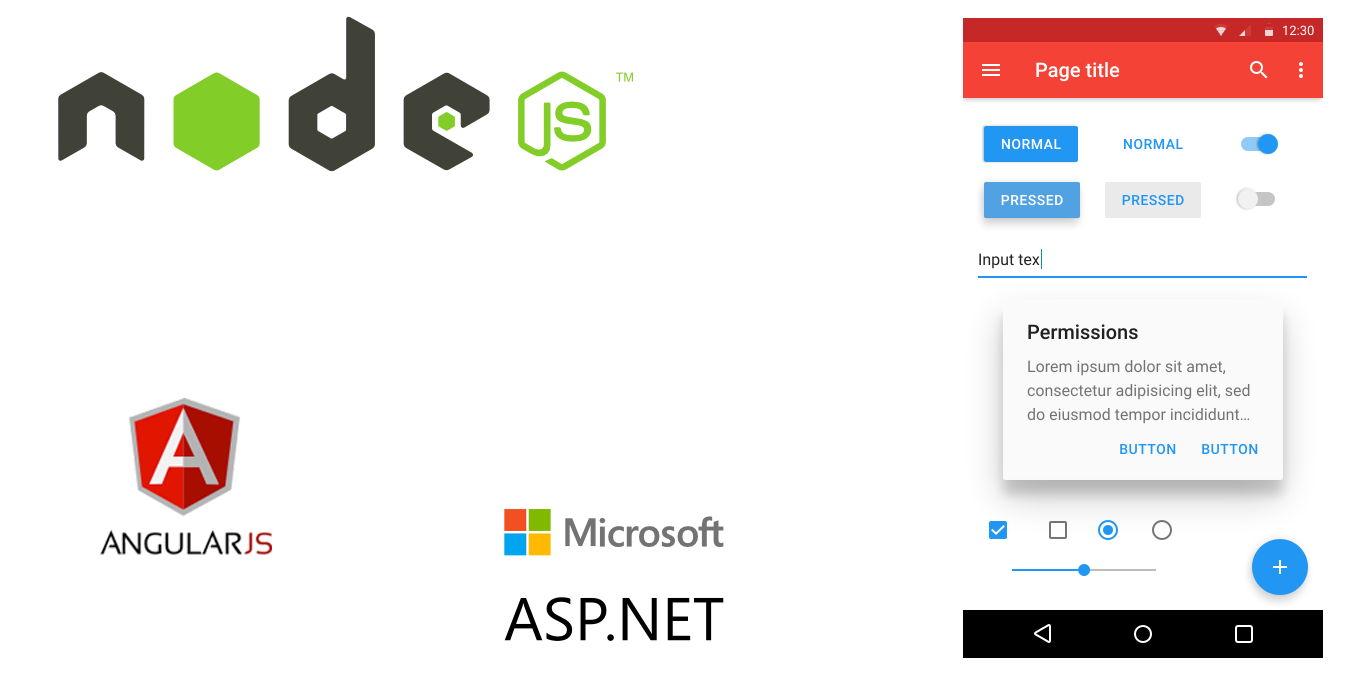 node JS ™
ANGULARJS
Microsoft
ASP.NET
12:30
Page title
NORMAL NORMAL
PRESSED PRESSED
Input tex
Permissions
Lorem ipsum dolor sit amet,
consectetur adipisicing elit, sed
do eiusmod tempor incididunt…
BUTTON BUTTON